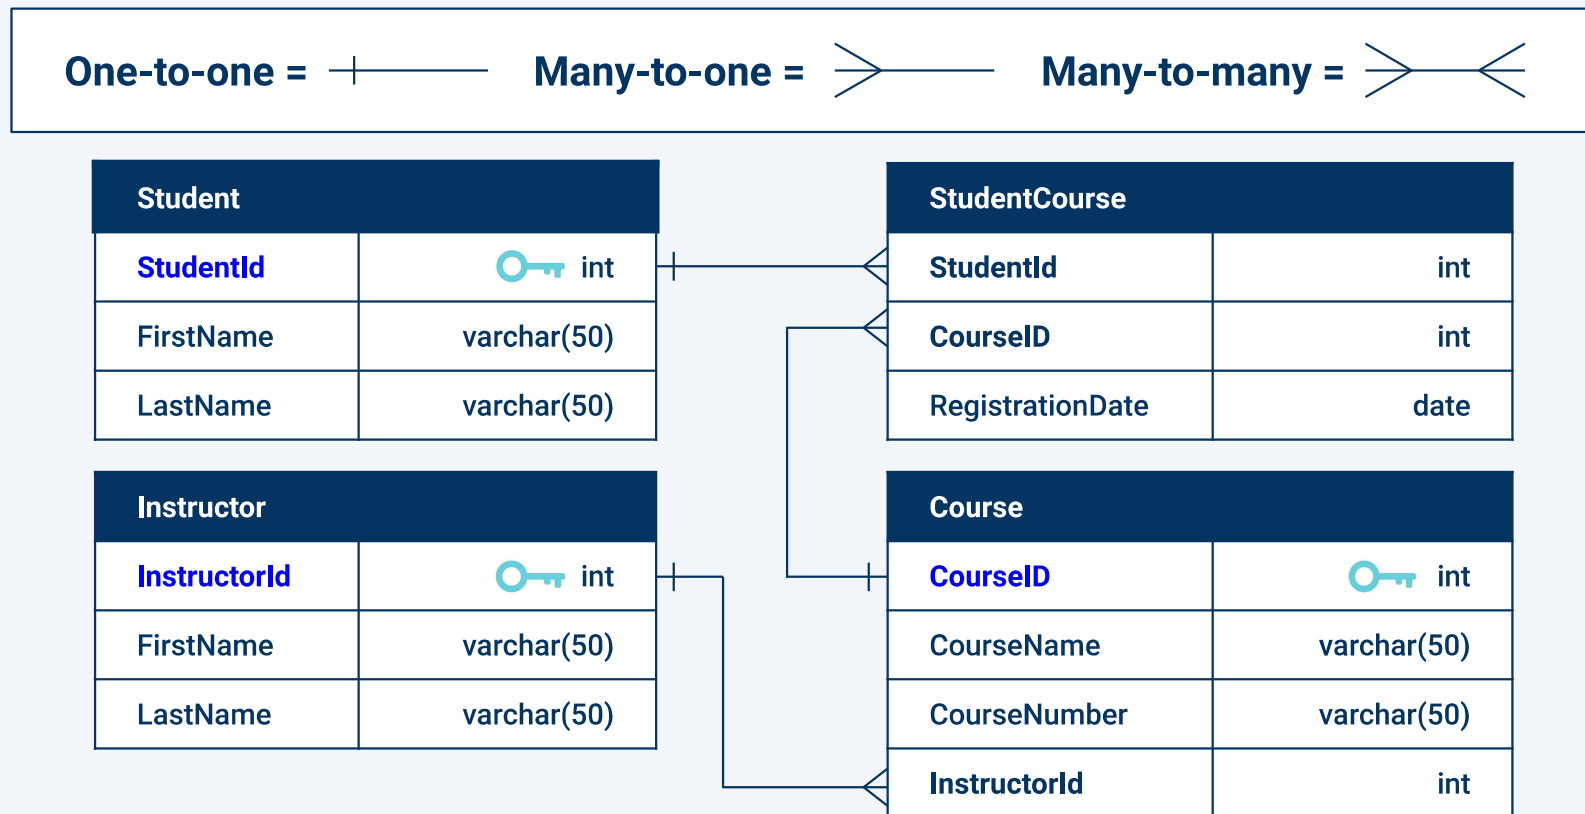 One-to-one = Many-to-one = Many-to-many =
Student
StudentId int
FirstName varchar(50)
LastName varchar(50)
StudentCourse
StudentId int
CourseID int
RegistrationDate date
Instructor
InstructorId int
FirstName varchar(50)
LastName varchar(50)
Course
CourseID int
CourseName varchar(50)
CourseNumber varchar(50)
InstructorId int